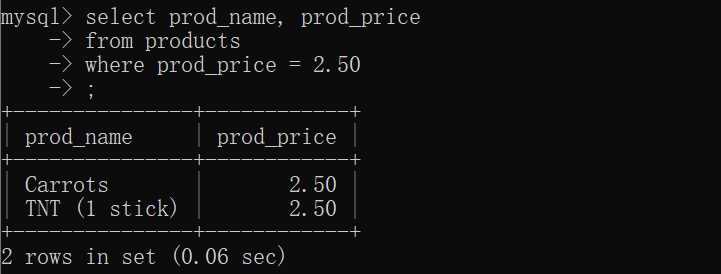 mysql> select prod_name, prod_price
    -> from products
    -> where prod_price = 2.50
    -> ;
+----------------+------------+
| prod_name      | prod_price |
+----------------+------------+
| Carrots        |       2.50 |
| TNT (1 stick)  |       2.50 |
+----------------+------------+
2 rows in set (0.06 sec)